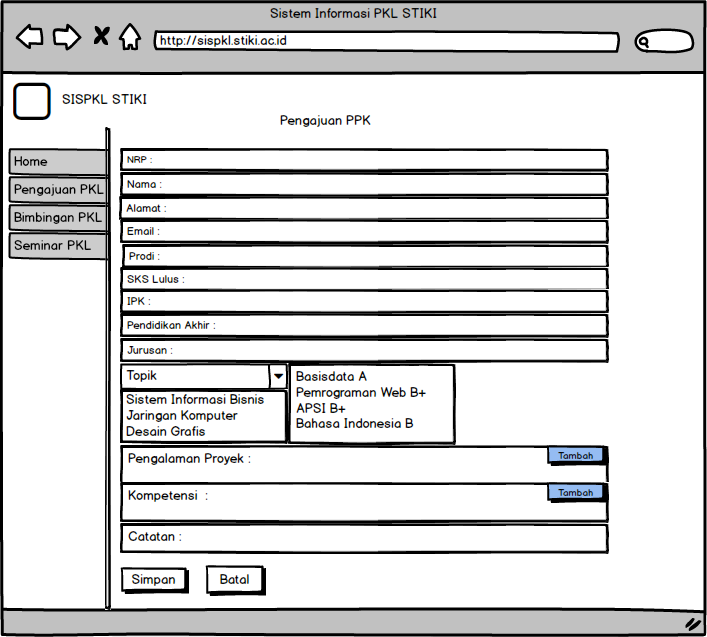 Sistem Informasi PKL STIKI
http://sispkl.stiki.ac.id
SISPKL STIKI
Pengajuan PPK
Home
Pengajuan PKL
Bimbingan PKL
Seminar PKL
NRP :
Nama :
Alamat :
Email :
Prodi :
SKS Lulus :
IPK :
Pendidikan Akhir :
Jurusan :
Topik
Sistem Informasi Bisnis
Jaringan Komputer
Desain Grafis
Basisdata A
Pemrograman Web B+
APSI B+
Bahasa Indonesia B
Pengalaman Proyek :
Tambah
Kompetensi :
Tambah
Catatan :
Simpan
Batal